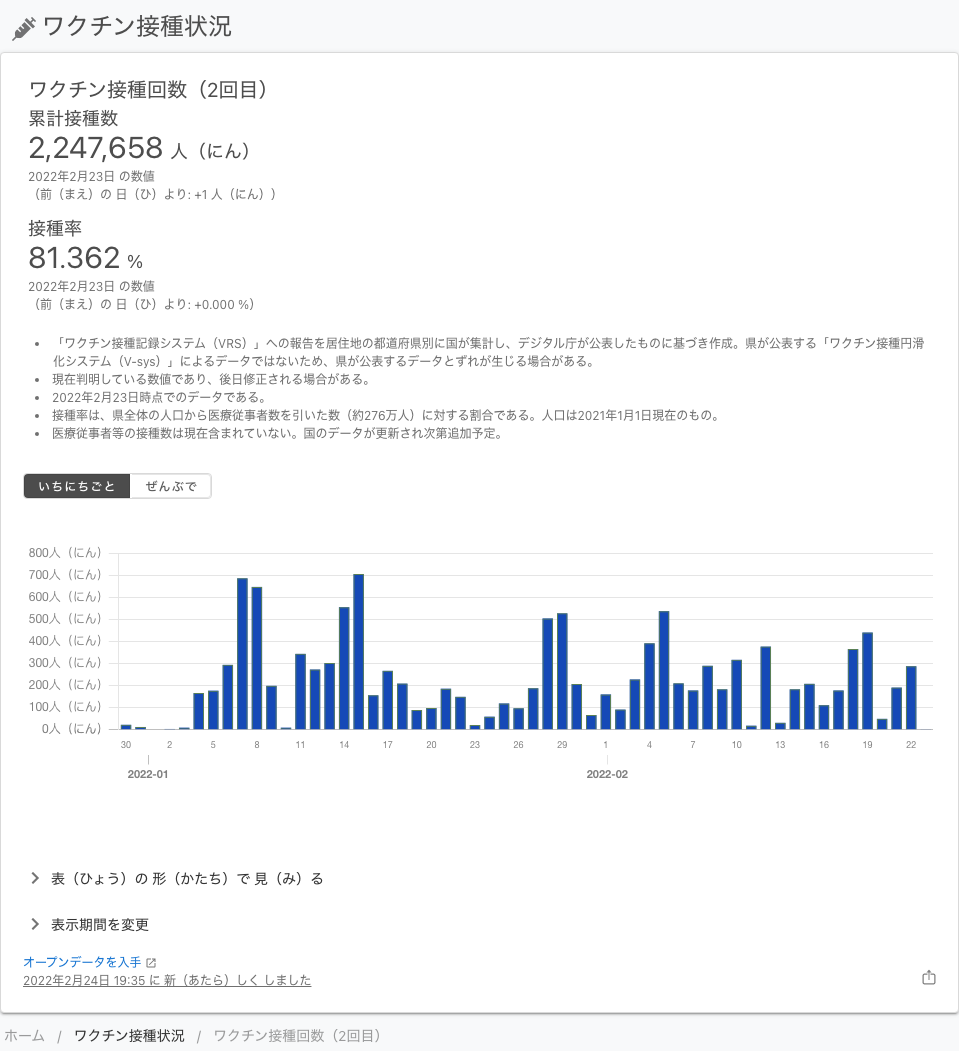 ワクチン接種状況
ワクチン接種回数（2回目）
累計接種数
2,247,658 人（にん）
2022年2月23日 の数値
（前（まえ）の 日（ひ）より: +1 人（にん））
接種率
81.362 %
2022年2月23日 の数値
（前（まえ）の 日（ひ）より: +0.000 %）
• 「ワクチン接種記録システム（VRS）」への報告を居住地の都道府県別に国が集計し、デジタル庁が公表したものに基づき作成。県が公表する「ワクチン接種円滑
化システム（V-sys）」によるデータではないため、県が公表するデータとずれが生じる場合がある。
• 現在判明している数値であり、後日修正される場合がある。
• 2022年2月23日時点でのデータである。
• 接種率は、県全体の人口から医療従事者数を引いた数（約276万人）に対する割合である。人口は2021年1月1日現在のもの。
• 医療従事者等の接種数は現在含まれていない。国のデータが更新され次第追加予定。
いちにちごと ぜんぶで
800人（にん）
700人（にん）
600人（にん）
500人（にん）
400人（にん）
300人（にん）
200人（にん）
100人（にん）
0人（にん）
30 2 5 8 11 14 17 20 23 26 29 1 4 7 10 13 16 19 22
2022-01 2022-02
表（ひょう）の 形（かたち）で 見（み）る
表示期間を変更
オープンデータを入手
2022年2月24日 19:35 に 新（あたら）しく しました
ホーム / ワクチン接種状況 / ワクチン接種回数（2回目）